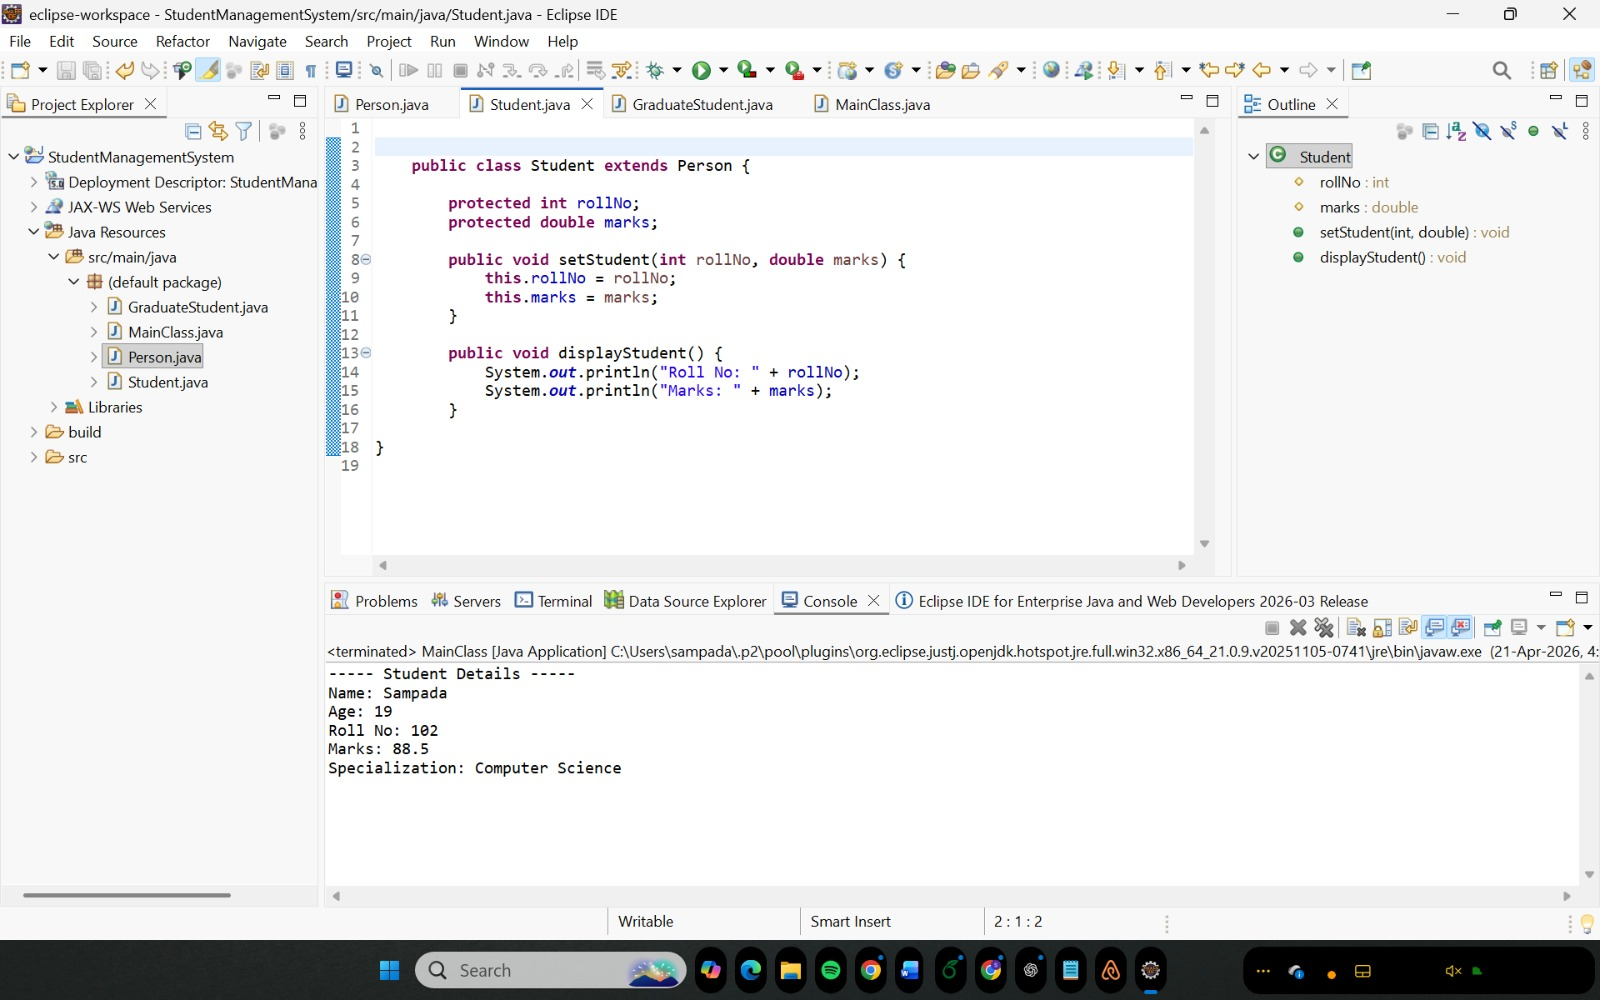 eclipse-workspace - StudentManagementSystem/src/main/java/Student.java - Eclipse IDE
File Edit Source Refactor Navigate Search Project Run Window Help
Project Explorer
StudentManagementSystem
Deployment Descriptor: StudentMana
JAX-WS Web Services
Java Resources
src/main/java
(default package)
GraduateStudent.java
MainClass.java
Person.java
Student.java
Libraries
build
src
Person.java Student.java GraduateStudent.java MainClass.java
1
2
3 public class Student extends Person {
4
5 protected int rollNo;
6 protected double marks;
7
8 public void setStudent(int rollNo, double marks) {
9 this.rollNo = rollNo;
10 this.marks = marks;
11 }
12
13 public void displayStudent() {
14 System.out.println("Roll No: " + rollNo);
15 System.out.println("Marks: " + marks);
16 }
17
18 }
19
Outline
Student
rollNo : int
marks : double
setStudent(int, double) : void
displayStudent() : void
Problems Servers Terminal Data Source Explorer Console Eclipse IDE for Enterprise Java and Web Developers 2026-03 Release
<terminated> MainClass [Java Application] C:\Users\sampada\.p2\pool\plugins\org.eclipse.justj.openjdk.hotspot.jre.full.win32.x86_64_21.0.9.v20251105-0741\jre\bin\javaw.exe (21-Apr-2026, 4:
----- Student Details -----
Name: Sampada
Age: 19
Roll No: 102
Marks: 88.5
Specialization: Computer Science
Writable Smart Insert 2 : 1 : 2
Search